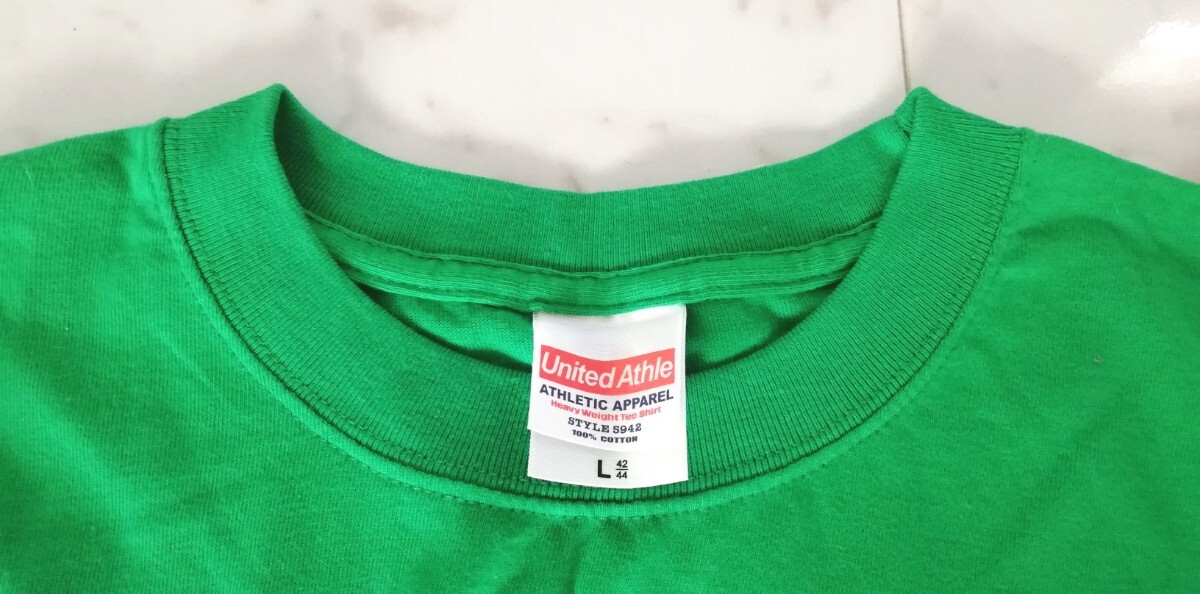 United Athle
ATHLETIC APPAREL
Heavy Weight Tee Shirt
STYLE 5942
100% COTTON
L 42/44